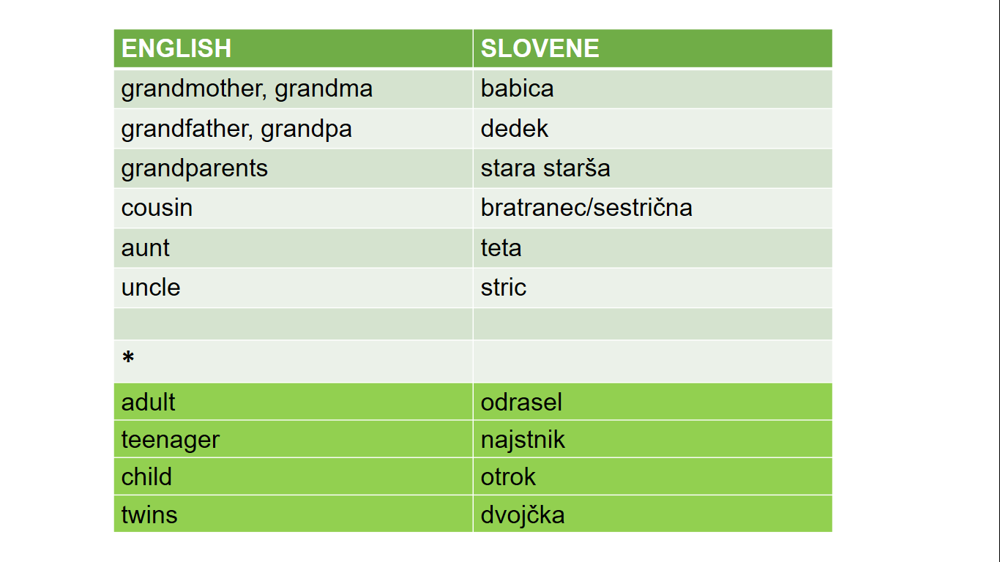 ENGLISH SLOVENE
grandmother, grandma babica
grandfather, grandpa dedek
grandparents stara starša
cousin bratranec/sestrična
aunt teta
uncle stric
*
adult odrasel
teenager najstnik
child otrok
twins dvojčka